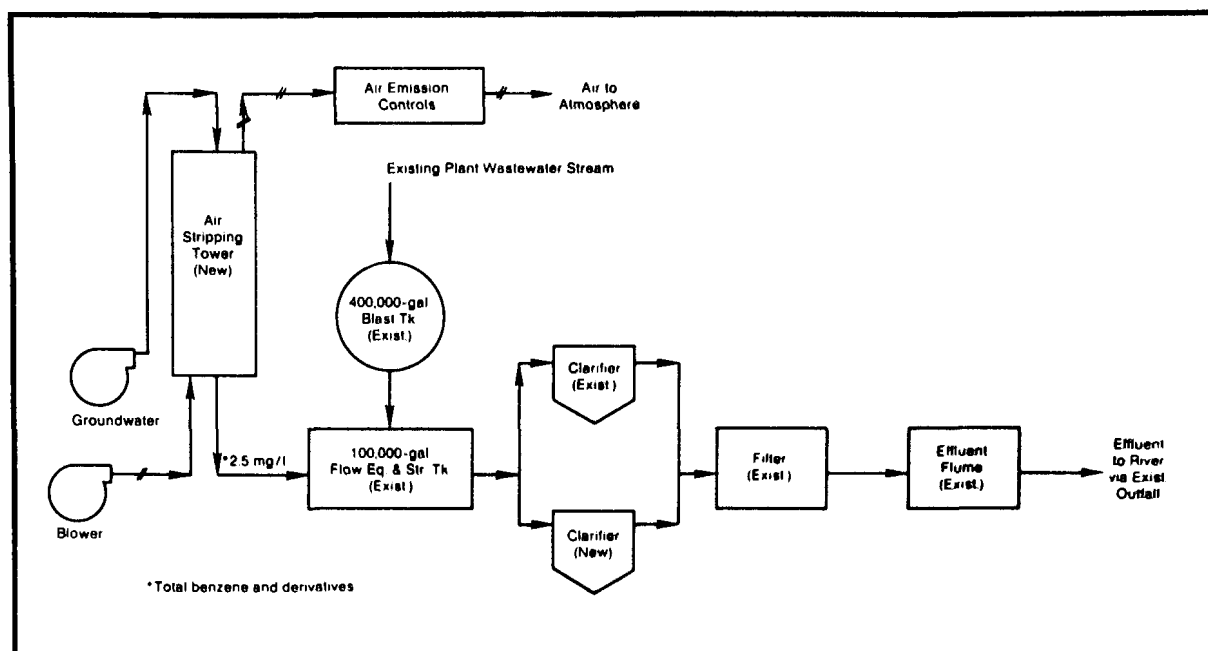 Air Emission
Controls
Air to
Atmosphere
Existing Plant Wastewater Stream
Air
Stripping
Tower
(New)
400,000-gal
Blast Tk
(Exist.)
Groundwater
Clarifier
(Exist.)
*2.5 mg/l
100,000-gal
Flow Eq. & Str. Tk
(Exist.)
Filter
(Exist.)
Effluent
Flume
(Exist.)
Effluent
to River
via Exist.
Outfall
Blower
Clarifier
(New)
*Total benzene and derivatives